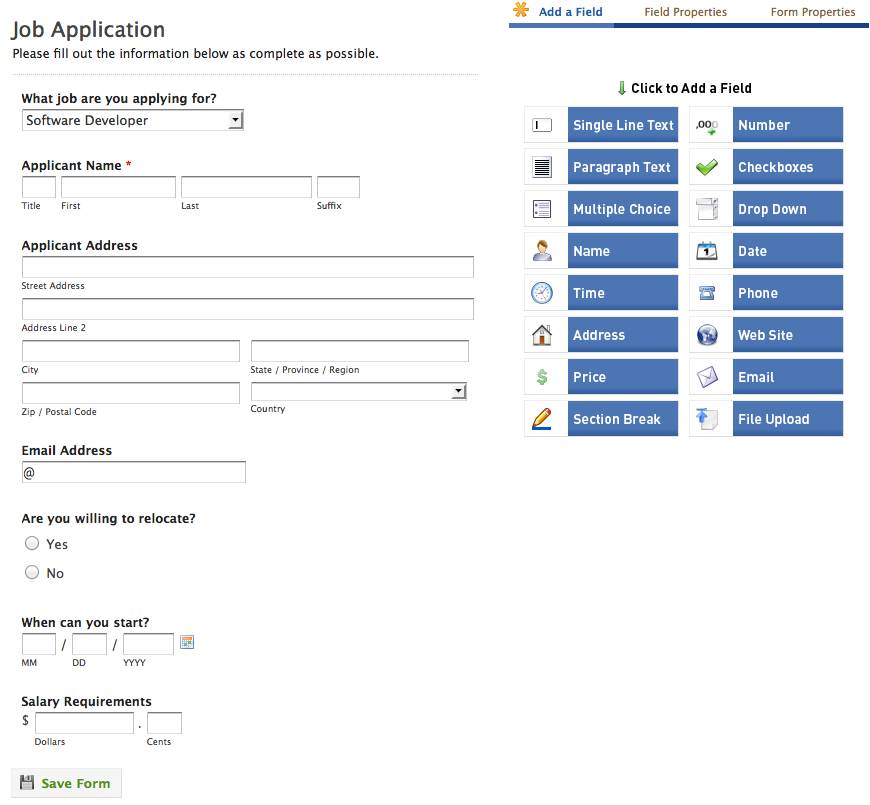 Job Application
Please fill out the information below as complete as possible.
What job are you applying for?
Software Developer
Applicant Name *
Title First Last Suffix
Applicant Address
Street Address
Address Line 2
City State / Province / Region
Zip / Postal Code Country
Email Address
@
Are you willing to relocate?
Yes
No
When can you start?
/ /
MM DD YYYY
Salary Requirements
$ .
Dollars Cents
Save Form
Add a Field Field Properties Form Properties
Click to Add a Field
Single Line Text ,000 Number
Paragraph Text Checkboxes
Multiple Choice Drop Down
Name 1 Date
Time Phone
Address Web Site
$ Price Email
Section Break File Upload